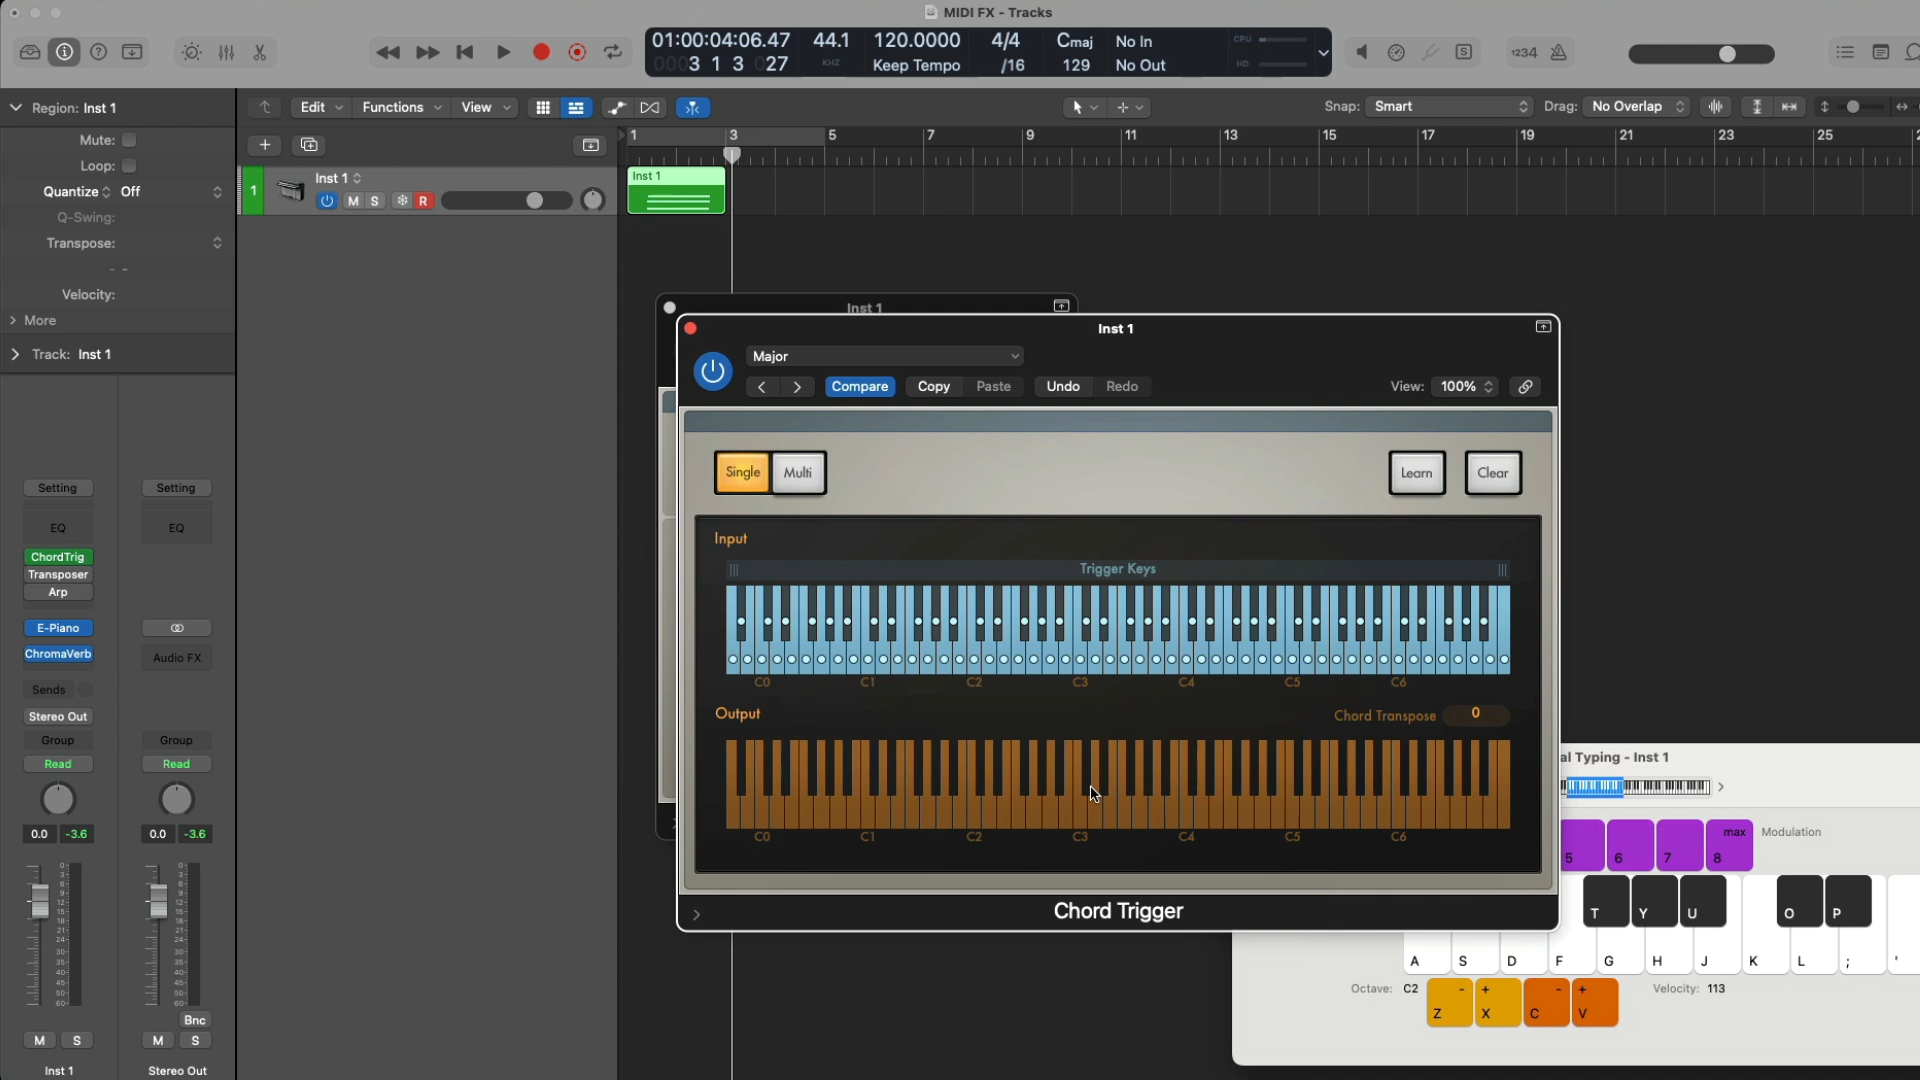 MIDI FX - Tracks
01:00:04:06.47 44.1 120.0000 4/4 Cmaj No In CPU
0003 1 3 027 KHZ Keep Tempo /16 129 No Out HD
S 1234
Region: Inst 1
Edit Functions View Snap: Smart Drag: No Overlap
Mute:
1 3 5 7 9 11 13 15 17 19 21 23 25
Loop:
Quantize Off
Q-Swing:
Transpose:
- -
Velocity:
More
Track: Inst 1
1 Inst 1
M S R
Inst 1
Inst 1
Inst 1
Major
Compare Copy Paste Undo Redo View: 100%
Single Multi Learn Clear
Input
Trigger Keys
C0 C1 C2 C3 C4 C5 C6
Output Chord Transpose 0
C0 C1 C2 C3 C4 C5 C6
Chord Trigger
al Typing - Inst 1
max Modulation
5 6 7 8
T Y U O P
A S D F G H J K L ; '
Octave: C2 - + - + Velocity: 113
Z X C V
Setting Setting
EQ EQ
ChordTrig
Transposer
Arp
E-Piano
ChromaVerb Audio FX
Sends
Stereo Out
Group Group
Read Read
0.0 -3.6 0.0 -3.6
Bnc
M S M S
Inst 1 Stereo Out